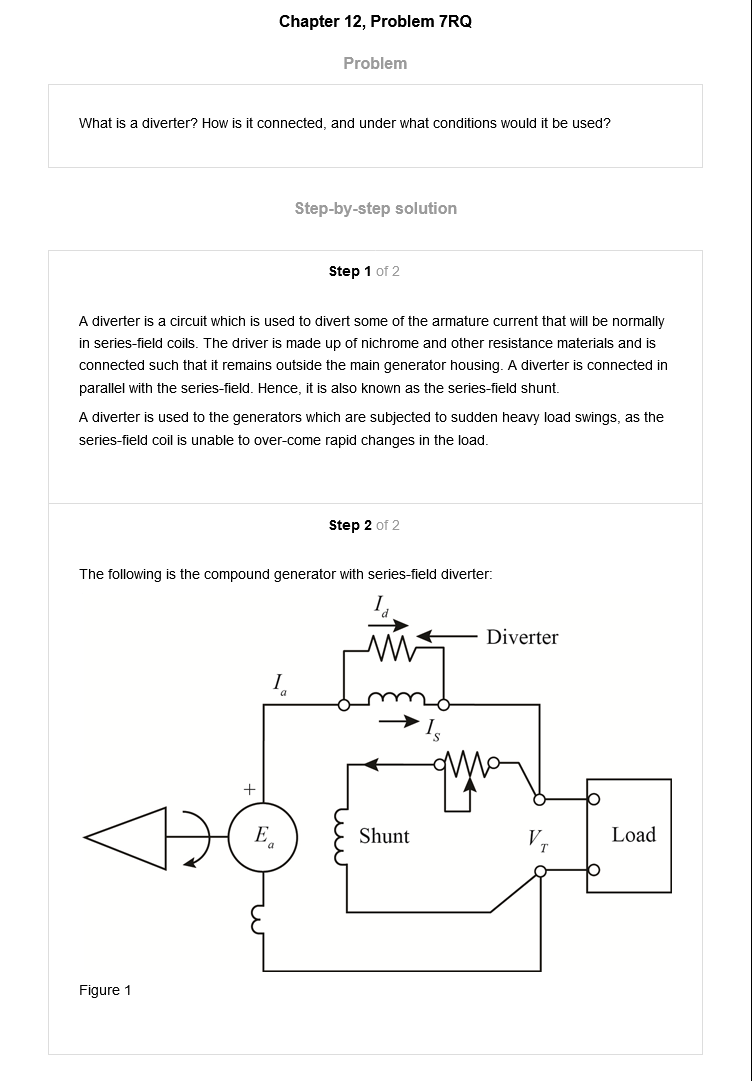 Chapter 12, Problem 7RQ
Problem
What is a diverter? How is it connected, and under what conditions would it be used?
Step-by-step solution
Step 1 of 2
A diverter is a circuit which is used to divert some of the armature current that will be normally
in series-field coils. The driver is made up of nichrome and other resistance materials and is
connected such that it remains outside the main generator housing. A diverter is connected in
parallel with the series-field. Hence, it is also known as the series-field shunt.
A diverter is used to the generators which are subjected to sudden heavy load swings, as the
series-field coil is unable to over-come rapid changes in the load.
Step 2 of 2
The following is the compound generator with series-field diverter:
I_d
Diverter
I_a
I_s
+
E_a
Shunt
V_T
Load
Figure 1